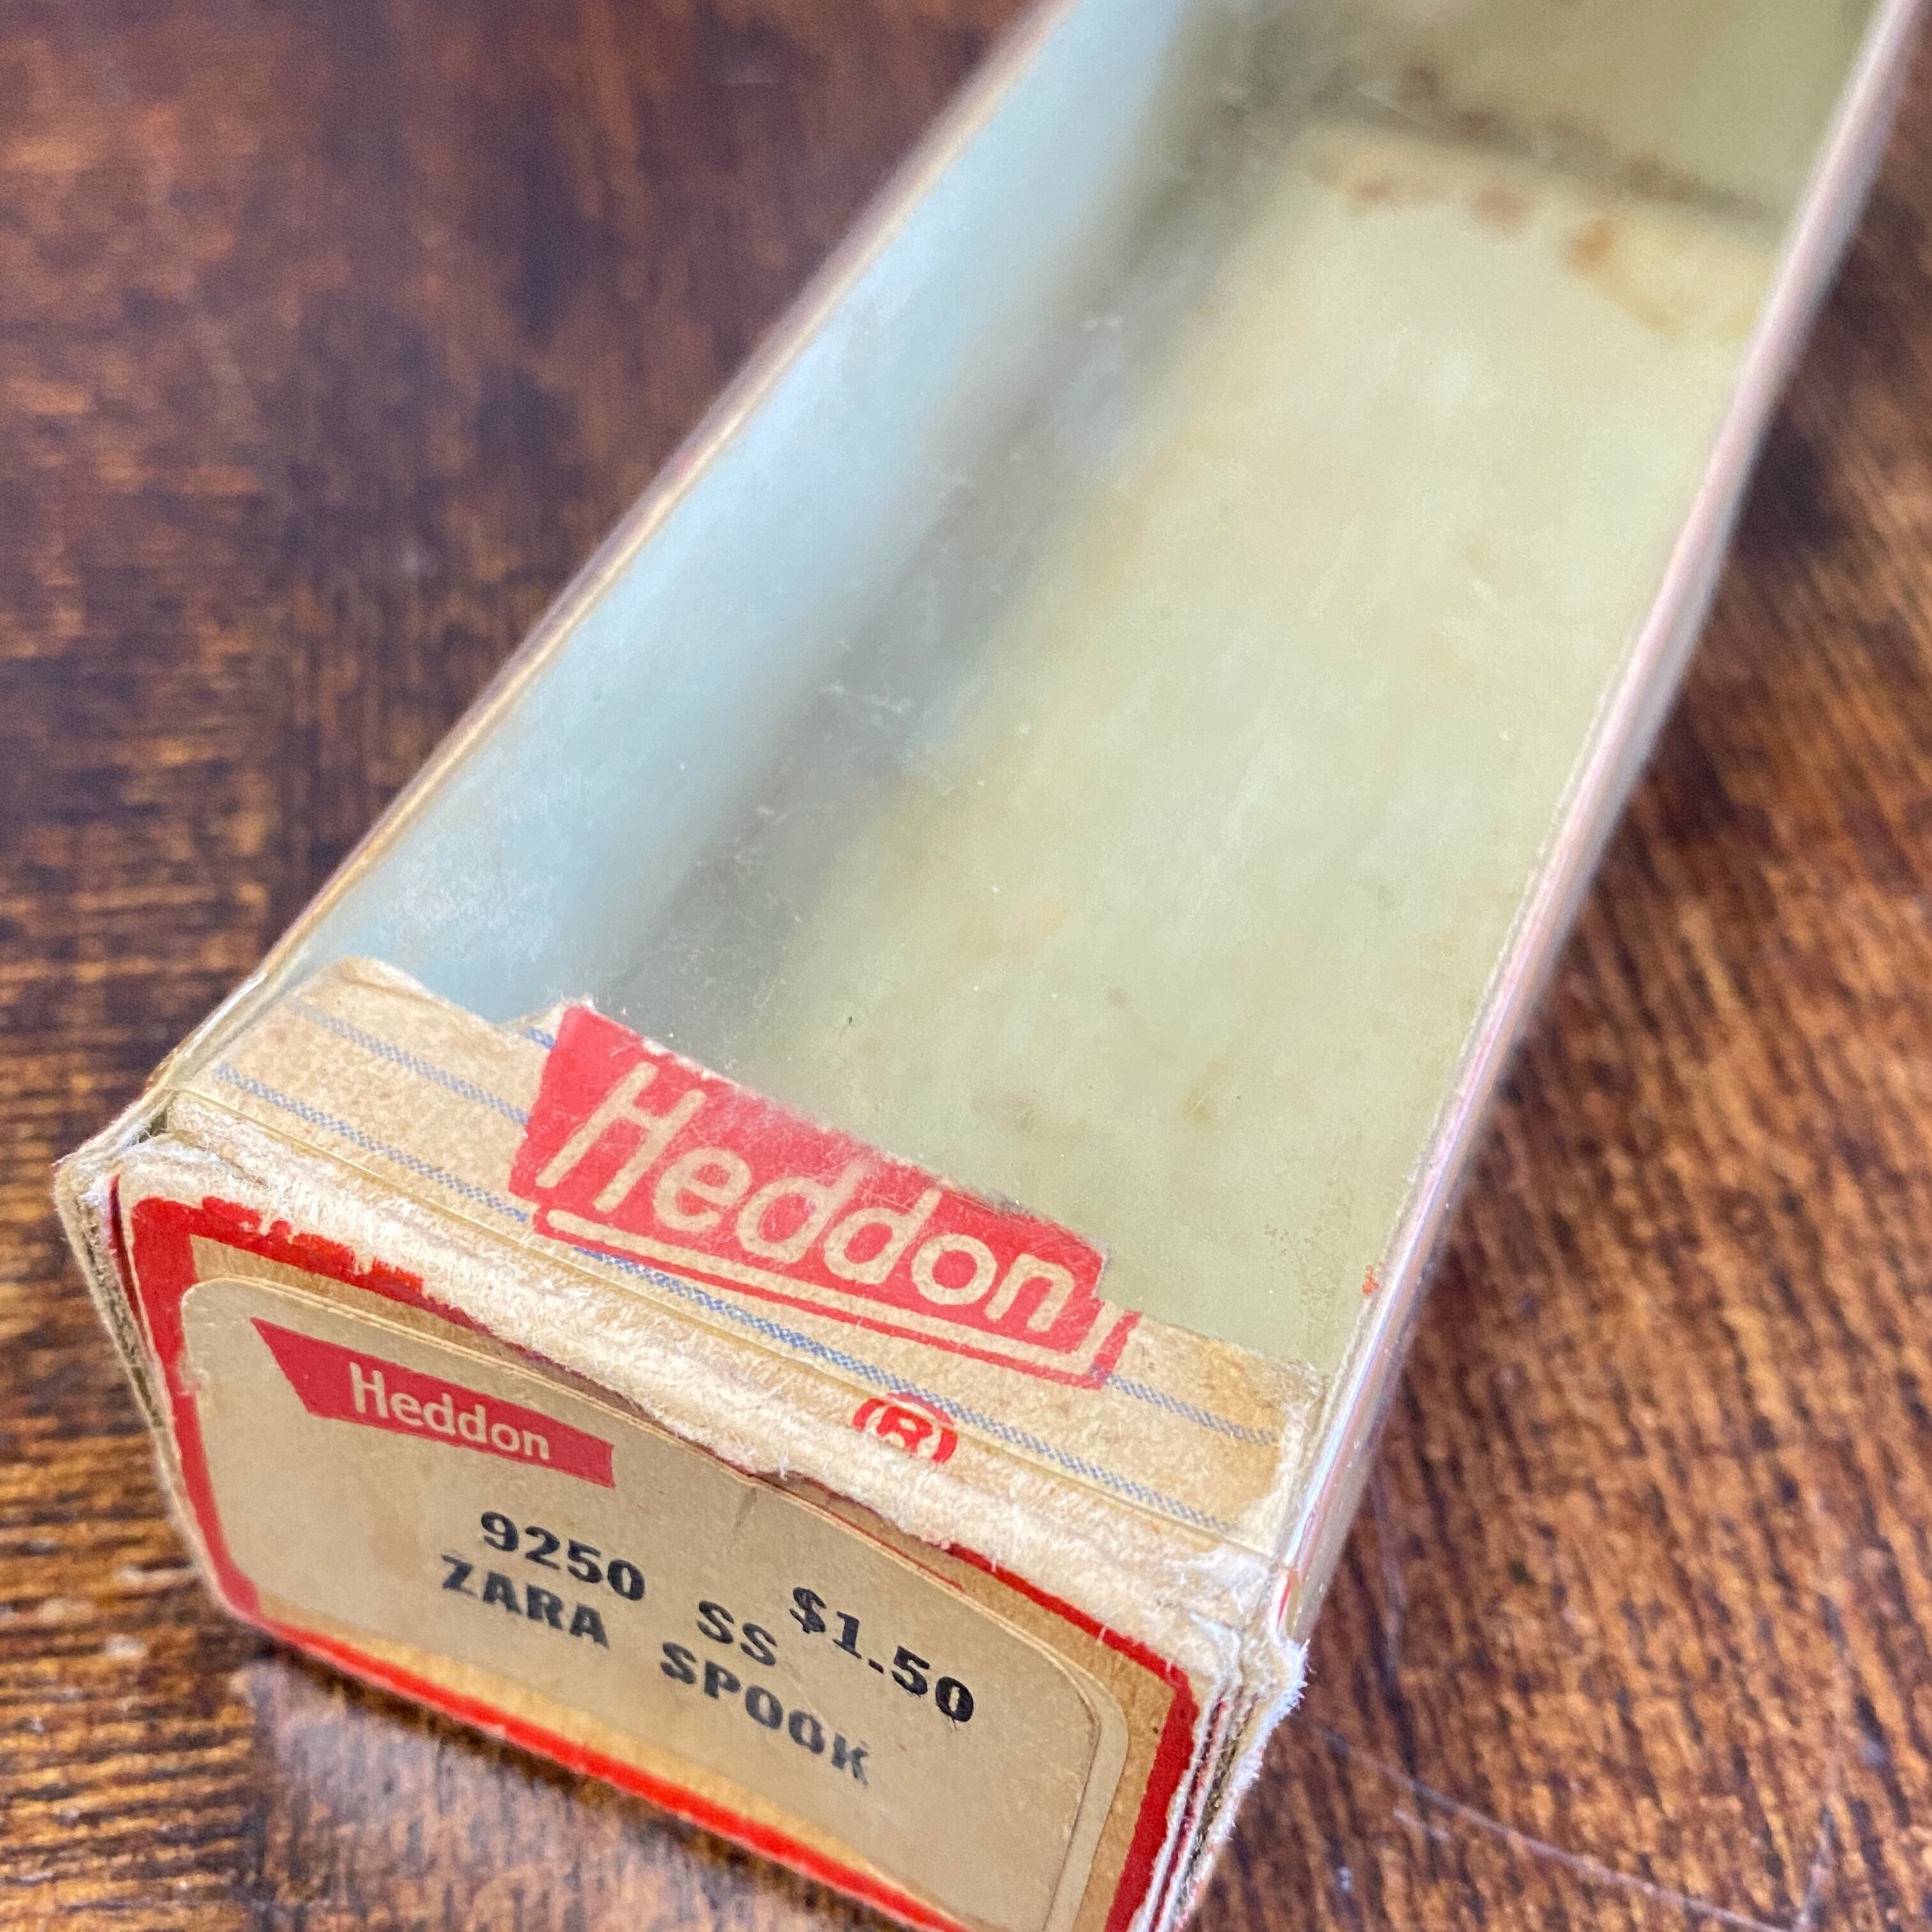 Heddon
®
Heddon
9250 SS $1.50
ZARA SPOOK